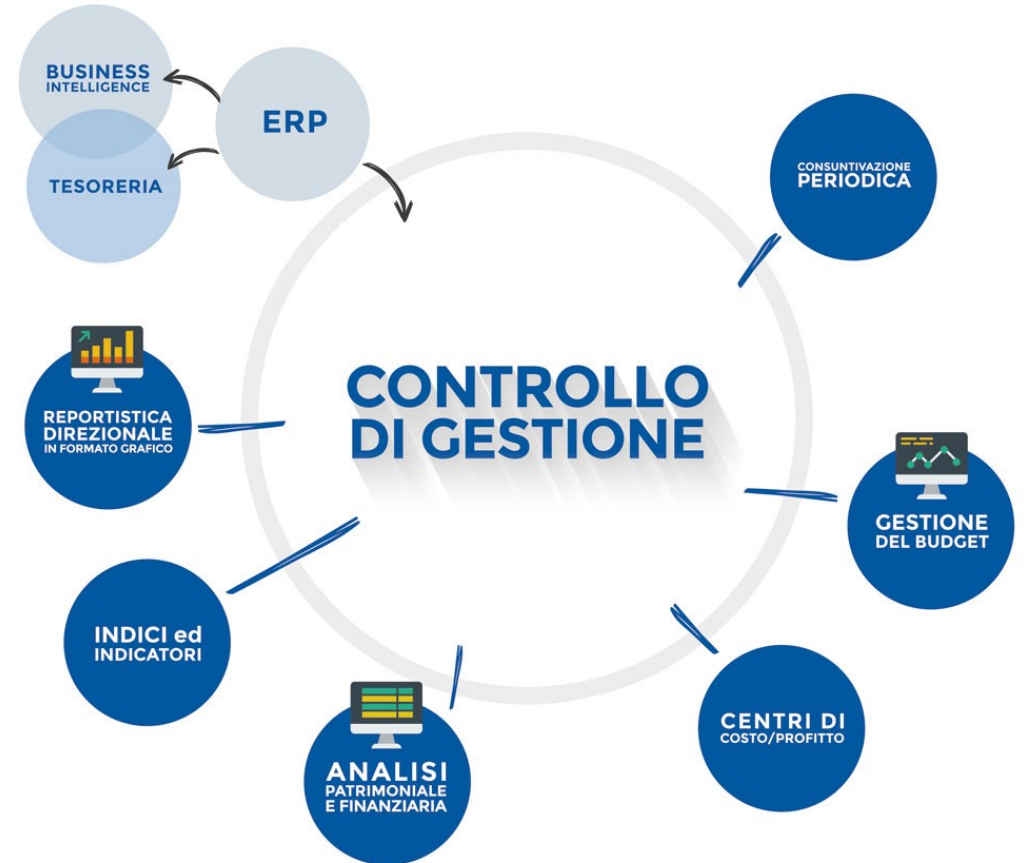 BUSINESS
INTELLIGENCE
ERP
TESORERIA
CONSUNTIVAZIONE
PERIODICA
CONTROLLO
DI GESTIONE
REPORTISTICA
DIREZIONALE
IN FORMATO GRAFICO
GESTIONE
DEL BUDGET
INDICI ed
INDICATORI
CENTRI DI
COSTO/PROFITTO
ANALISI
PATRIMONIALE
E FINANZIARIA